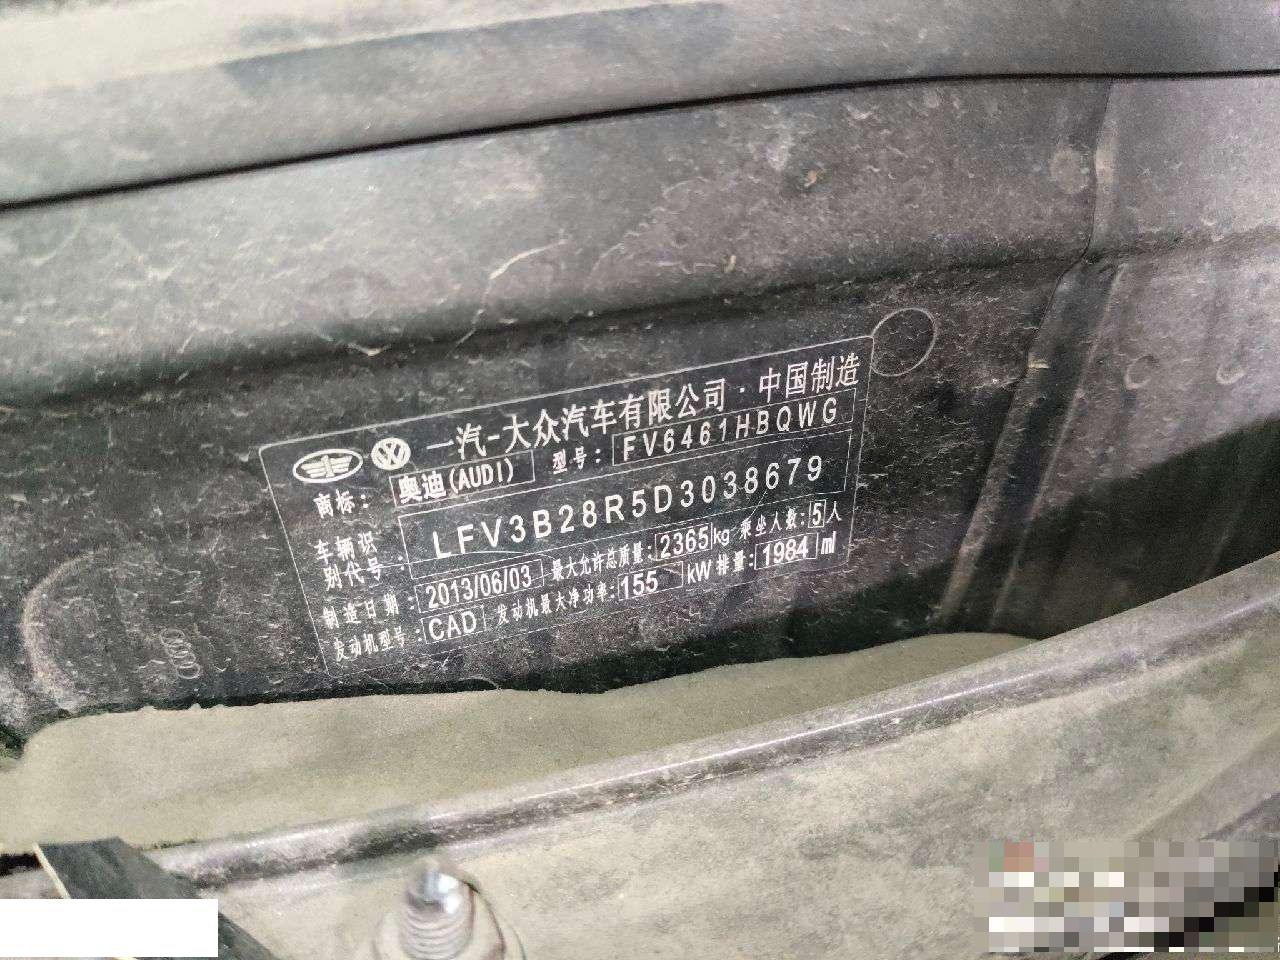 一汽-大众汽车有限公司·中国制造
商标: 奥迪(AUDI) 型号: FV6461HBQWG
车辆识别代号: LFV3B28R5D3038679
制造日期: 2013/06/03 最大允许总质量: 2365 kg 乘坐人数: 5 人
发动机型号: CAD 发动机最大净功率: 155 kW 排量: 1984 ml